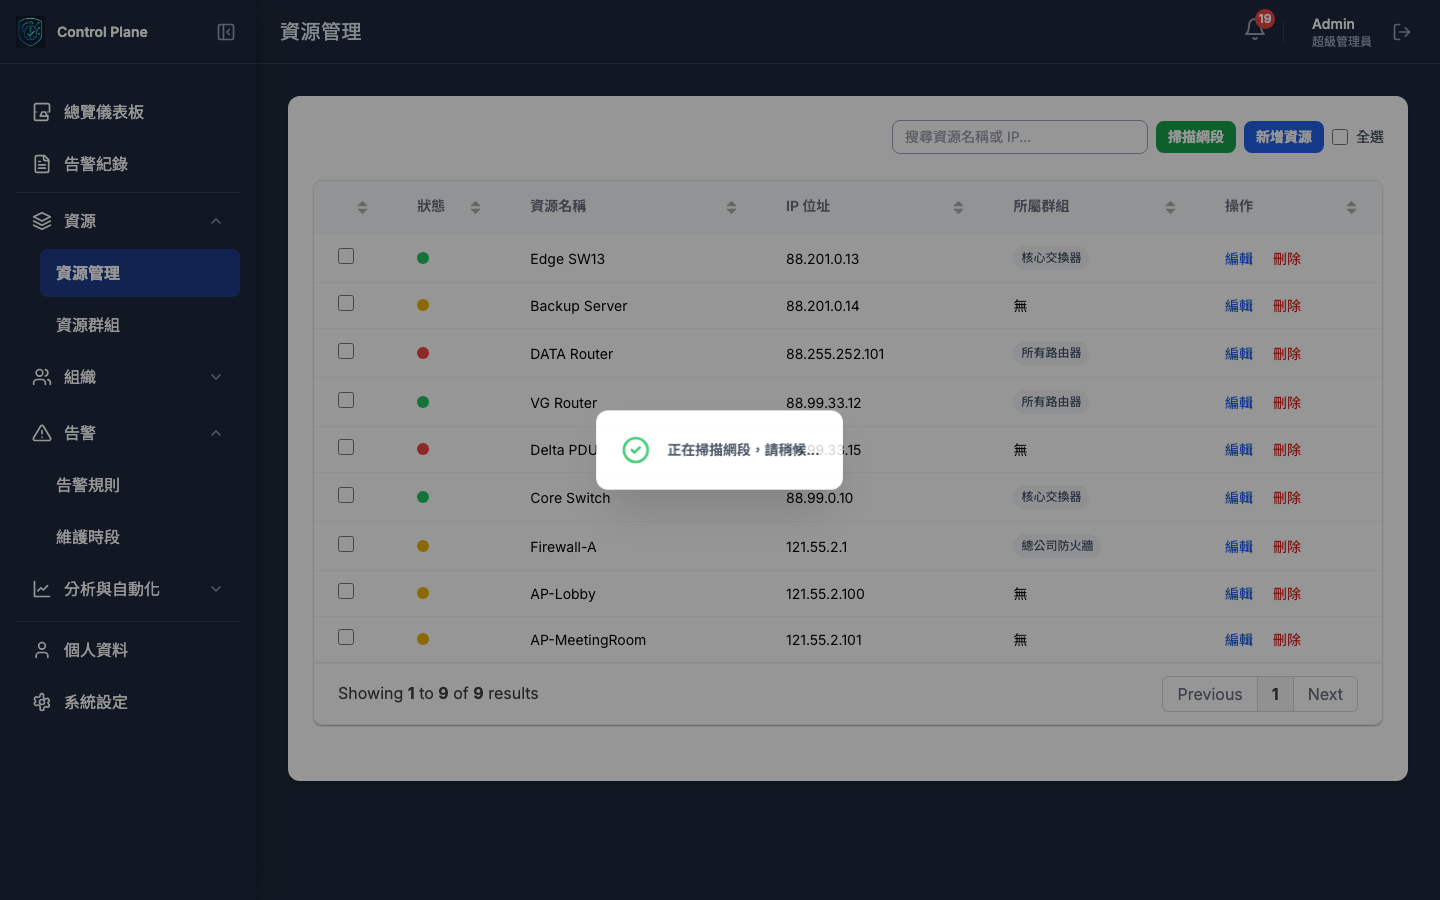 Control Plane
資源管理
19
Admin
超級管理員
總覽儀表板
告警紀錄
資源
資源管理
資源群組
組織
告警
告警規則
維護時段
分析與自動化
個人資料
系統設定
搜尋資源名稱或 IP...
掃描網段
新增資源
全選
狀態 資源名稱 IP 位址 所屬群組 操作
Edge SW13 88.201.0.13 核心交換器 編輯 刪除
Backup Server 88.201.0.14 無 編輯 刪除
DATA Router 88.255.252.101 所有路由器 編輯 刪除
VG Router 88.99.33.12 所有路由器 編輯 刪除
Delta PDU 33.15 無 編輯 刪除
正在掃描網段，請稍候...
Core Switch 88.99.0.10 核心交換器 編輯 刪除
Firewall-A 121.55.2.1 總公司防火牆 編輯 刪除
AP-Lobby 121.55.2.100 無 編輯 刪除
AP-MeetingRoom 121.55.2.101 無 編輯 刪除
Showing 1 to 9 of 9 results
Previous 1 Next